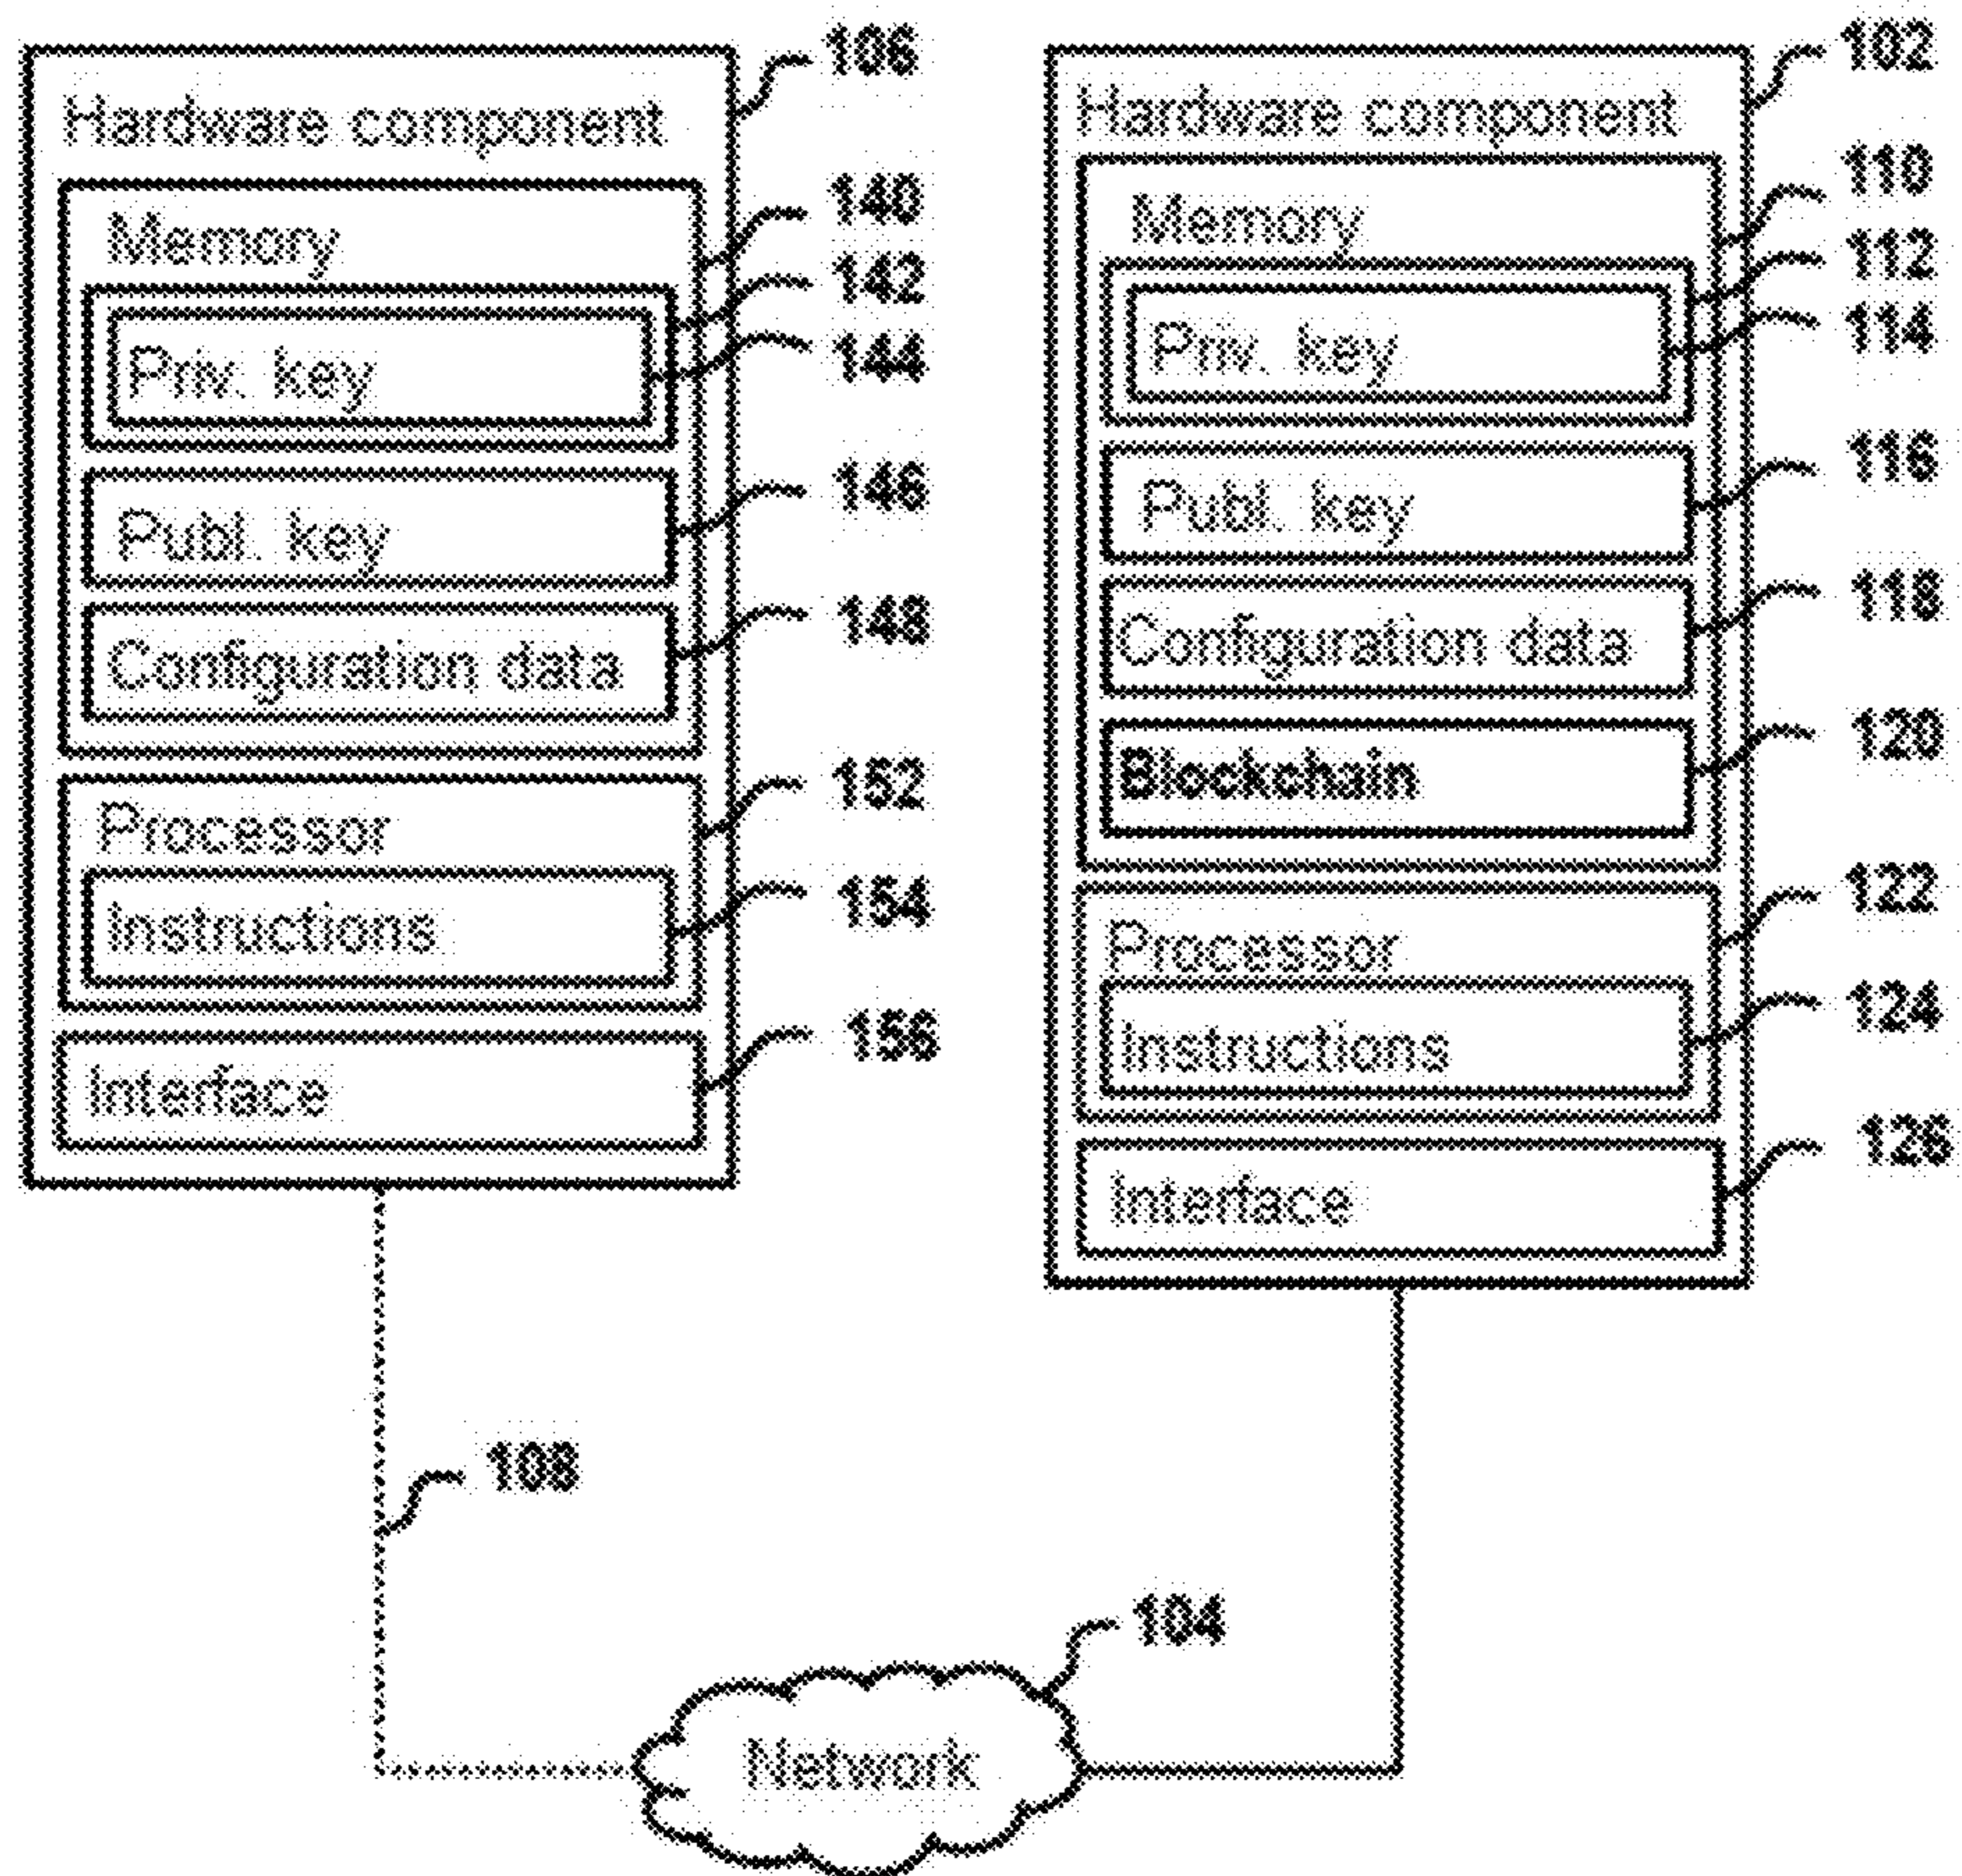 Hardware component
106
Memory
140
142
Priv. key
144
Publ. key
146
Configuration data
148
Processor
152
Instructions
154
Interface
156
Hardware component
102
Memory
110
112
Priv. key
114
Publ. key
116
Configuration data
118
Blockchain
120
Processor
122
Instructions
124
Interface
126
108
104
Network